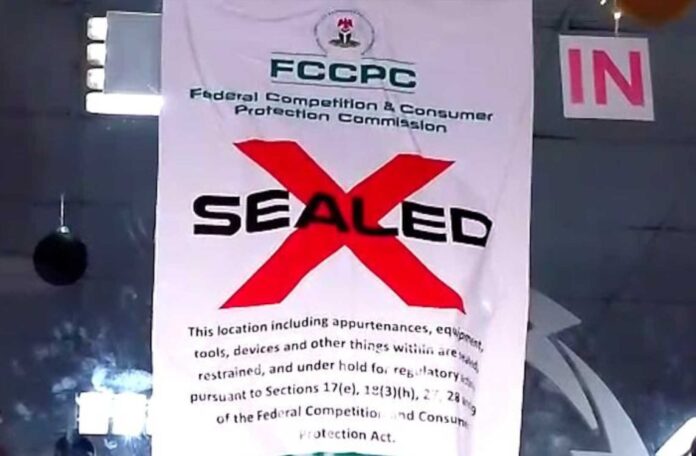 FCCPC
Federal Competition & Consumer
Protection Commission
SEALED
This location including appurtenances, equipment,
tools, devices and other things within are sealed,
restrained, and under hold for regulatory
pursuant to Sections 17(e), 18(3)(h), 27, 28
of the Federal Competition and Consumer
Protection Act.
IN